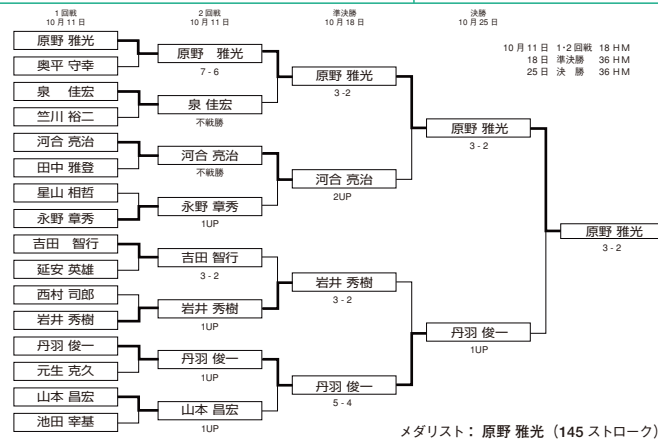 1回戦
10月11日
2回戦
10月11日
準決勝
10月18日
決勝
10月25日
10月11日 1・2回戦 18HM
18日 準決勝 36HM
25日 決 勝 36HM
原野 雅光
奥平 守幸
泉 佳宏
竺川 裕二
河合 亮治
田中 雅登
星山 相哲
永野 章秀
吉田 智行
延安 英雄
西村 司郎
岩井 秀樹
丹羽 俊一
元生 克久
山本 昌宏
池田 宰基
原野 雅光
7-6
泉 佳宏
不戦勝
河合 亮治
不戦勝
永野 章秀
1UP
吉田 智行
3-2
岩井 秀樹
1UP
丹羽 俊一
1UP
山本 昌宏
1UP
原野 雅光
3-2
河合 亮治
2UP
岩井 秀樹
3-2
丹羽 俊一
5-4
原野 雅光
3-2
丹羽 俊一
1UP
原野 雅光
3-2
メダリスト：原野 雅光（145 ストローク）